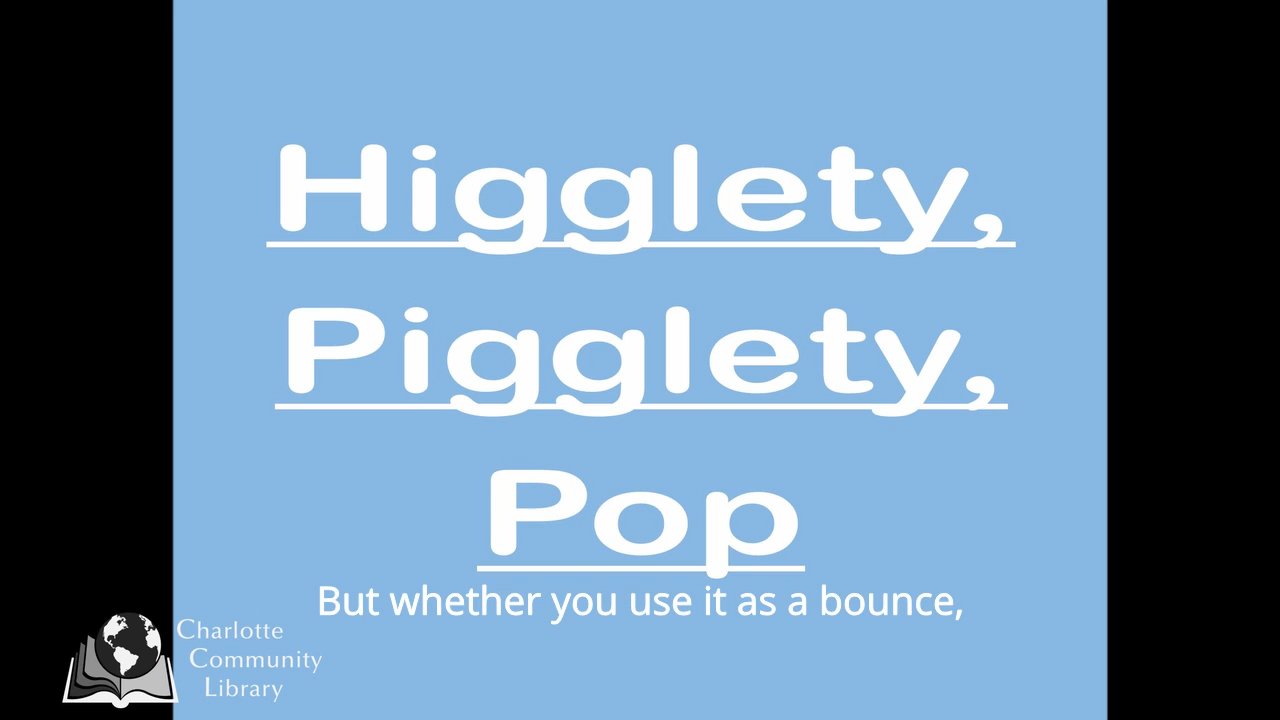 Higglety,
Pigglety,
Pop
But whether you use it as a bounce,
Charlotte
Community
Library